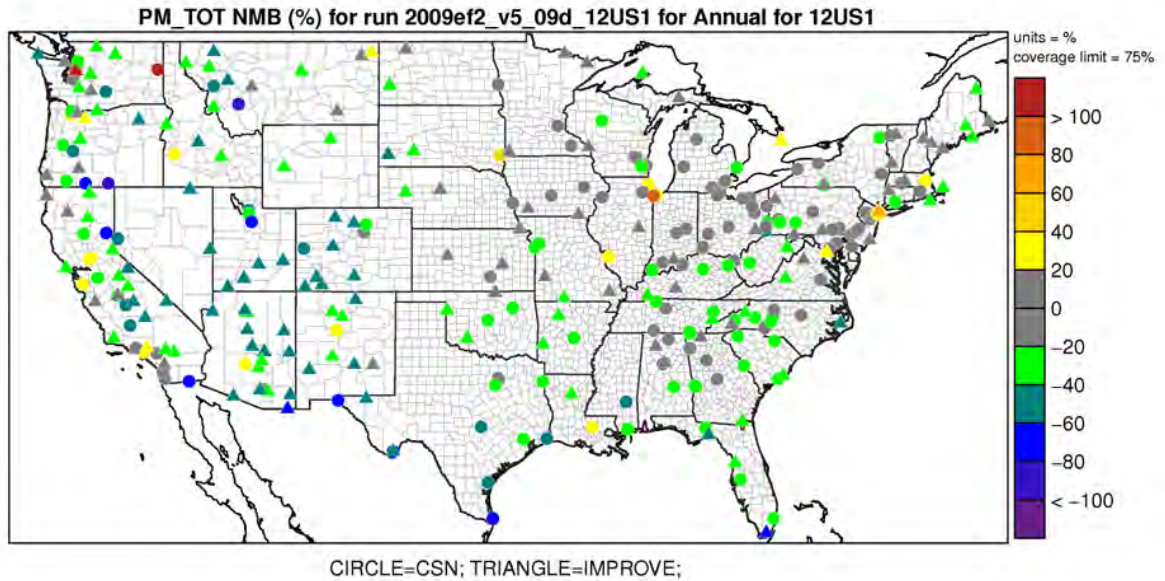 PM_TOT NMB (%) for run 2009ef2_v5_09d_12US1 for Annual for 12US1
units = %
coverage limit = 75%
> 100
80
60
40
20
0
−20
−40
−60
−80
< −100
CIRCLE=CSN; TRIANGLE=IMPROVE;